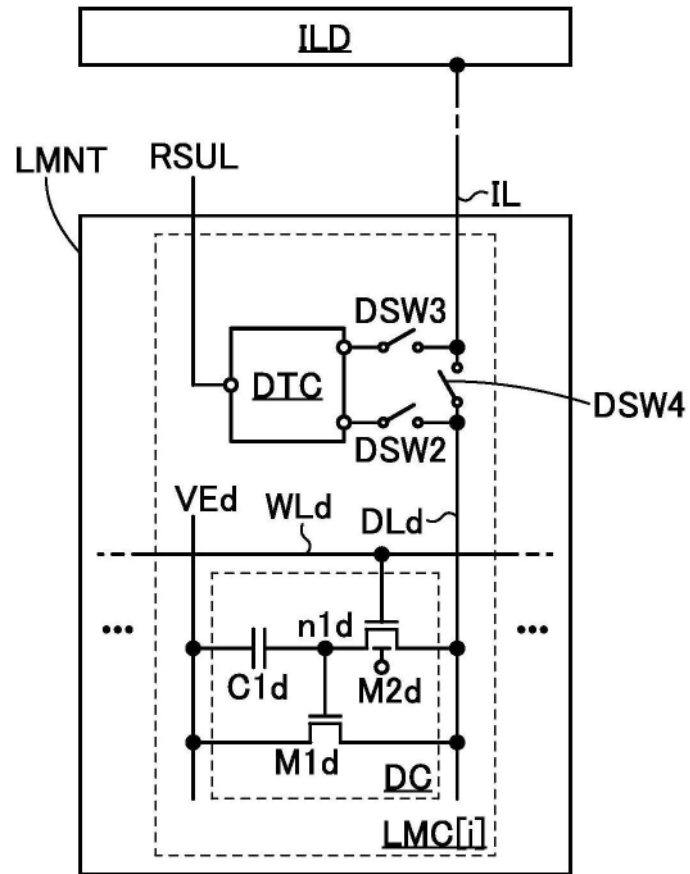 ILD
LMNT
RSUL
IL
DSW3
DTC
DSW4
DSW2
VEd
WLd
DLd
•••
n1d
•••
C1d
M2d
M1d
DC
LMC[i]